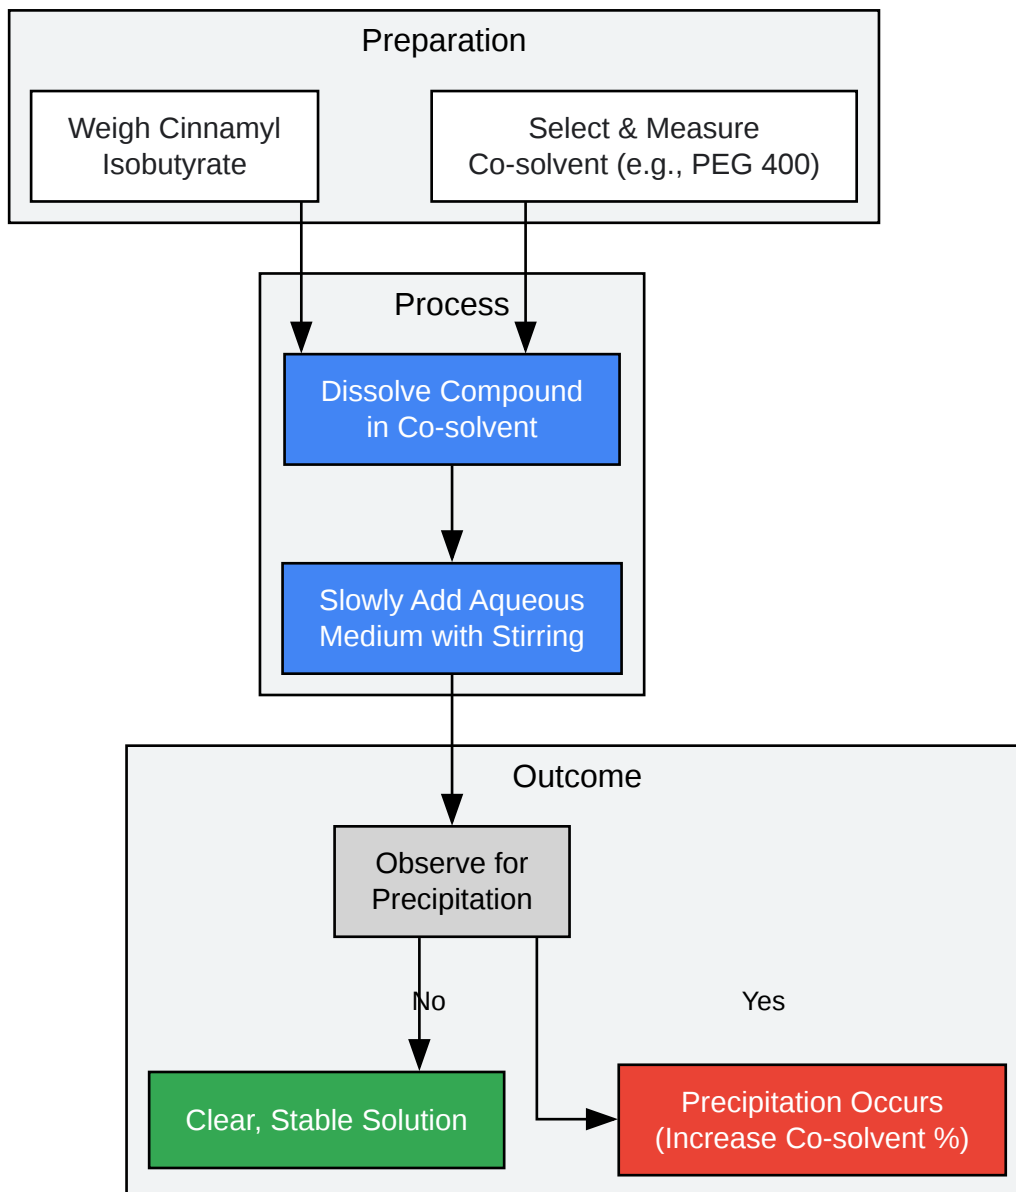 Preparation
Weigh Cinnamyl
Isobutyrate
Select & Measure
Co-solvent (e.g., PEG 400)
Process
Dissolve Compound
in Co-solvent
Slowly Add Aqueous
Medium with Stirring
Outcome
Observe for
Precipitation
No
Yes
Clear, Stable Solution
Precipitation Occurs
(Increase Co-solvent %)